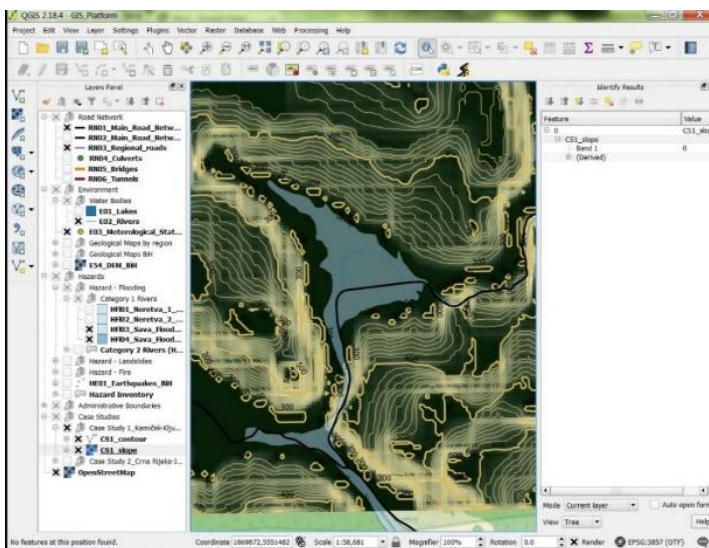 QGIS 2.18.4 - GIS_Platform
Project Edit View Layer Settings Plugins Vector Raster Database Web Processing Help
Layers Panel
Road Network
RN01_Main_Road_Netw...
RN02_Main_Road_Netw...
RN03_Regional_roads
RN04_Culverts
RN05_Bridges
RN06_Tunnels
Environment
Water Bodies
E01_Lakes
E02_Rivers
E03_Meterological_Stat...
Geological Maps by region
Geological Maps BiH
E54_DEM_BiH
Hazards
Hazard - Flooding
Category 1 Rivers
HF01_Neretva_1_...
HF02_Neretva_2_...
HF03_Sava_Flood...
HF04_Sava_Flood...
Category 2 Rivers [H...
Hazard - Landslides
Hazard - Fire
HE01_Earthquakes_BiH
Hazard Inventory
Administrative Boundaries
Case Studies
Case Study 1_Kamičak-Klju...
CS1_contour
CS1_slope
Case Study 2_Crna Rijeka-J...
OpenStreetMap
300
300
Identify Results
Feature Value
0 CS1_slop
CS1_slope
Band 1 0
(Derived)
Mode Current layer Auto open form
View Tree Help
No features at this position found. Coordinate 1869872,5551482 Scale 1:58,681 Magnifier 100% Rotation 0.0 Render EPSG:3857 (OTF)